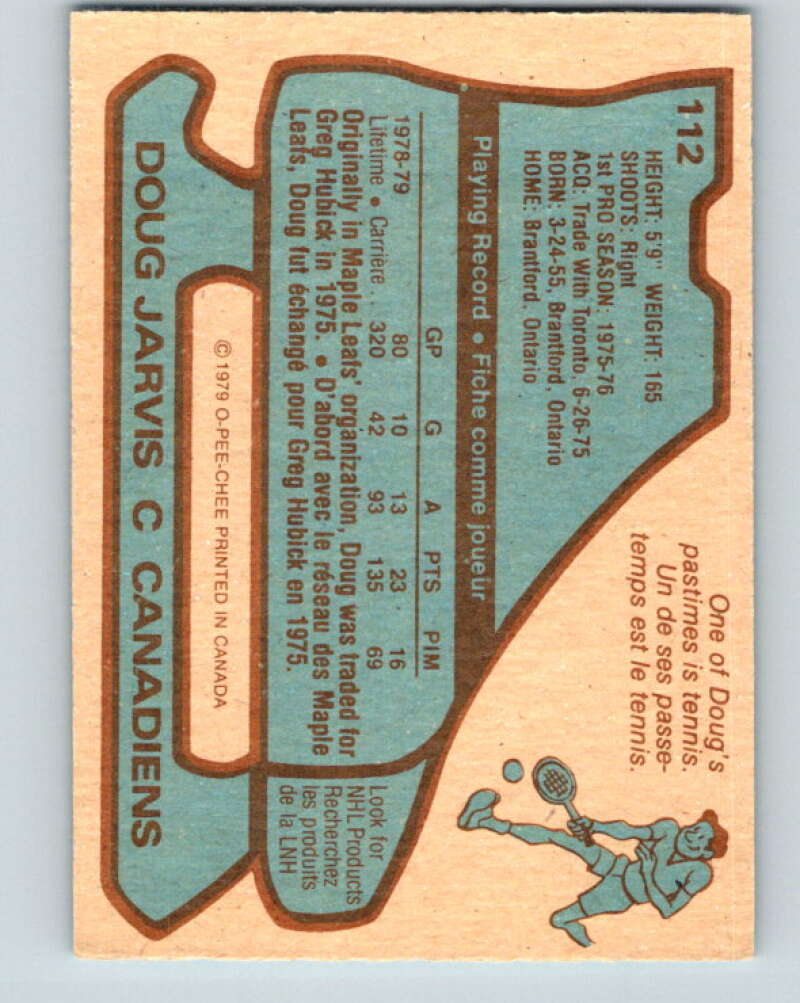 112
HEIGHT: 5'9" WEIGHT: 165
SHOOTS: Right
1st PRO SEASON: 1975-76
ACQ: Trade With Toronto, 6-26-75
BORN: 3-24-55, Brantford, Ontario
HOME: Brantford, Ontario
One of Doug's
pastimes is tennis.
Un de ses passe-
temps est le tennis.
Playing Record • Fiche comme joueur
GP G A PTS PIM
1978-79 80 10 13 23 16
Lifetime • Carrière . . 320 42 93 135 69
Originally in Maple Leafs' organization, Doug was traded for
Greg Hubick in 1975. • D'abord avec le réseau des Maple
Leafs, Doug fut échangé pour Greg Hubick en 1975.
Look for
NHL Products
Recherchez
les produits
de la LNH
© 1979 O-PEE-CHEE PRINTED IN CANADA
DOUG JARVIS C CANADIENS